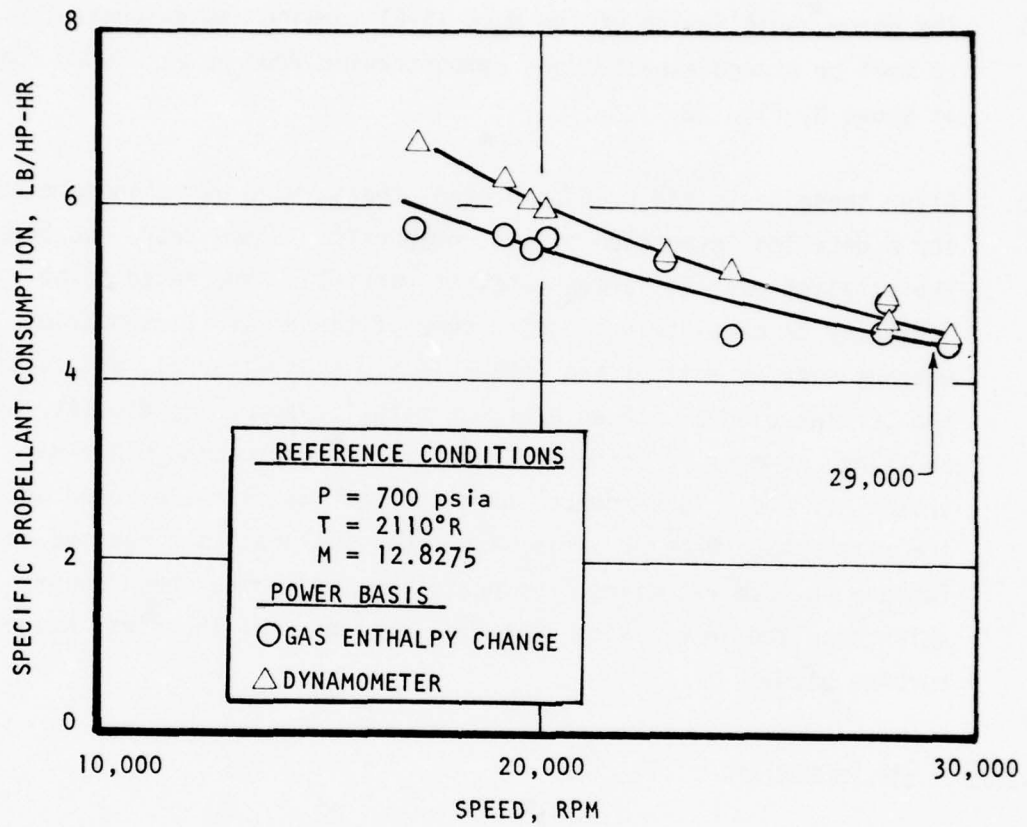 8
6
4
2
0
SPECIFIC PROPELLANT CONSUMPTION, LB/HP-HR
29,000
REFERENCE CONDITIONS
P = 700 psia
T = 2110°R
M = 12.8275
POWER BASIS
GAS ENTHALPY CHANGE
DYNAMOMETER
10,000
20,000
30,000
SPEED, RPM